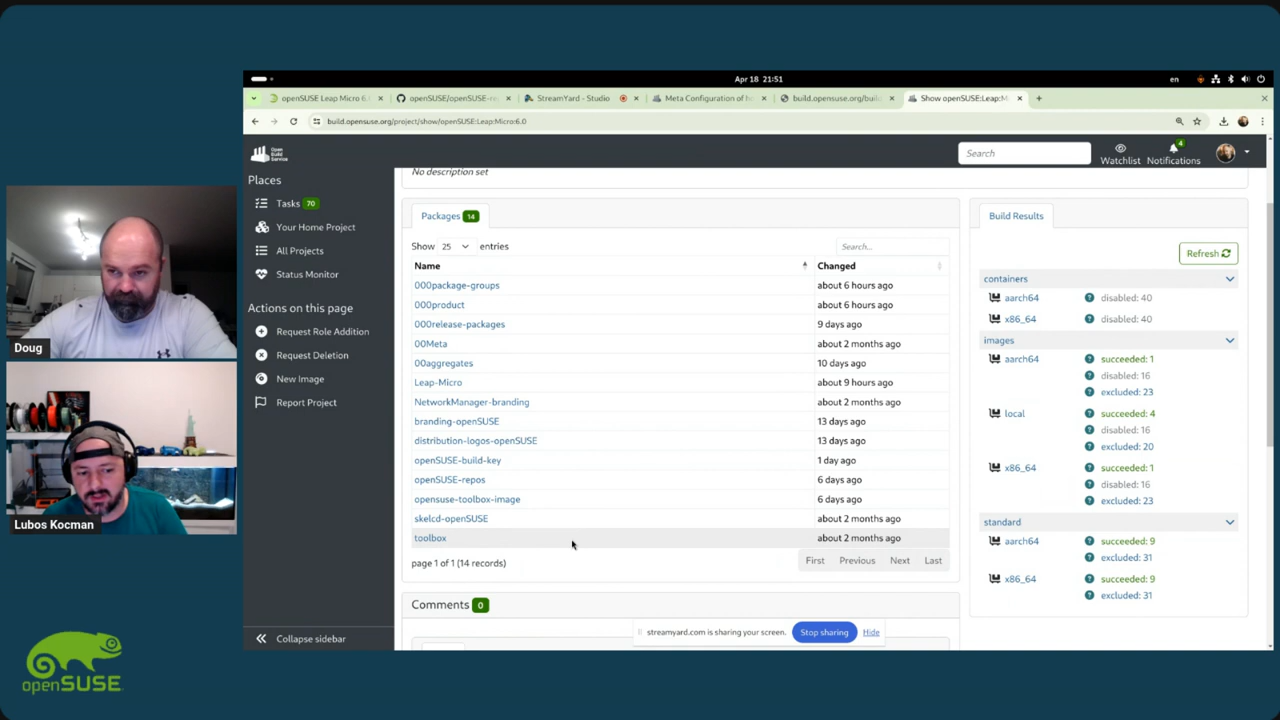 Apr 18 21:51
en
openSUSE Leap Micro 6.
openSUSE/openSUSE-re
StreamYard - Studio
Meta Configuration of h
build.opensuse.org/buil
Show openSUSE:Leap:M
build.opensuse.org/project/show/openSUSE:Leap:Micro:6.0
Open Build Service
Search
Watchlist
4
Notifications
Places
Tasks 70
Your Home Project
All Projects
Status Monitor
Actions on this page
Request Role Addition
Request Deletion
New Image
Report Project
Collapse sidebar
No description set
Packages 14
Show 25 entries
Search...
Name Changed
000package-groups about 6 hours ago
000product about 6 hours ago
000release-packages 9 days ago
00Meta about 2 months ago
00aggregates 10 days ago
Leap-Micro about 9 hours ago
NetworkManager-branding about 2 months ago
branding-openSUSE 13 days ago
distribution-logos-openSUSE 13 days ago
openSUSE-build-key 1 day ago
openSUSE-repos 6 days ago
opensuse-toolbox-image 6 days ago
skelcd-openSUSE about 2 months ago
toolbox about 2 months ago
page 1 of 1 (14 records)
First Previous Next Last
Comments 0
Build Results
Refresh
containers
aarch64 disabled: 40
x86_64 disabled: 40
images
aarch64 succeeded: 1
disabled: 16
excluded: 23
local succeeded: 4
disabled: 16
excluded: 20
x86_64 succeeded: 1
disabled: 16
excluded: 23
standard
aarch64 succeeded: 9
excluded: 31
x86_64 succeeded: 9
excluded: 31
streamyard.com is sharing your screen.
Stop sharing
Hide
Doug
Lubos Kocman
openSUSE.